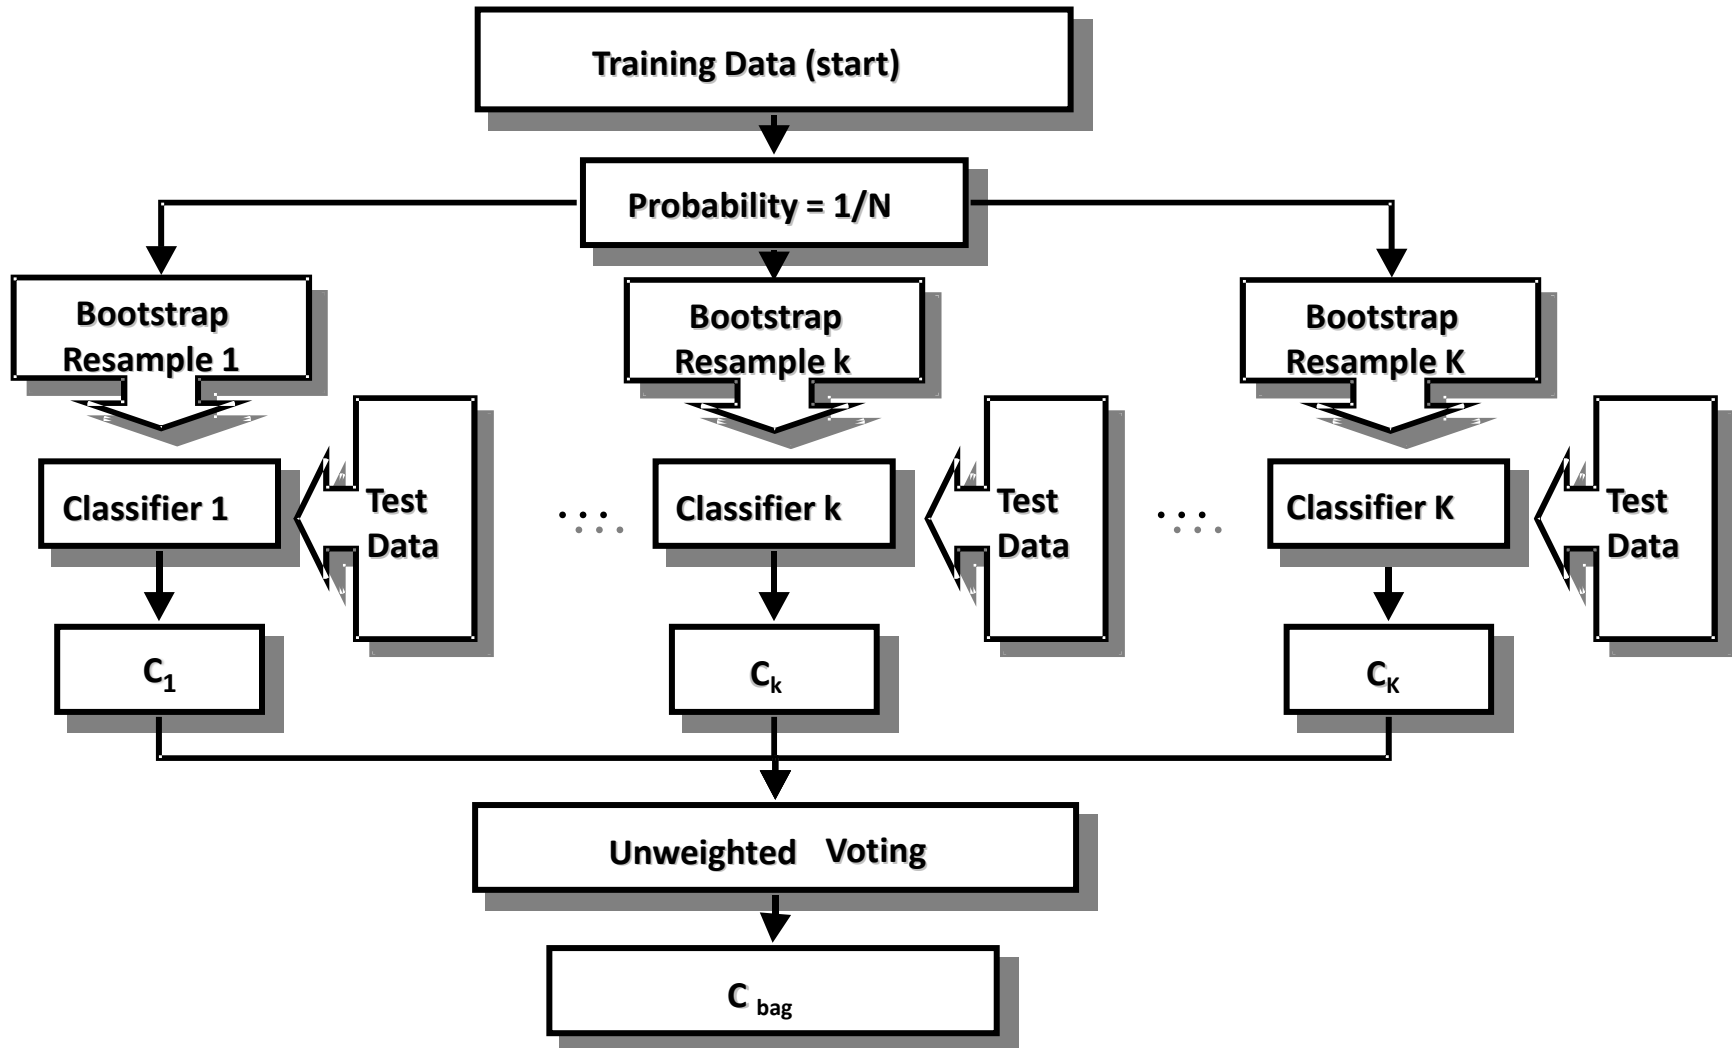 Training Data (start)
Probability = 1/N
Bootstrap
Resample 1
Bootstrap
Resample k
Bootstrap
Resample K
Classifier 1
Test
Data
...
Classifier k
Test
Data
...
Classifier K
Test
Data
C₁
Cₖ
C_K
Unweighted Voting
C bag